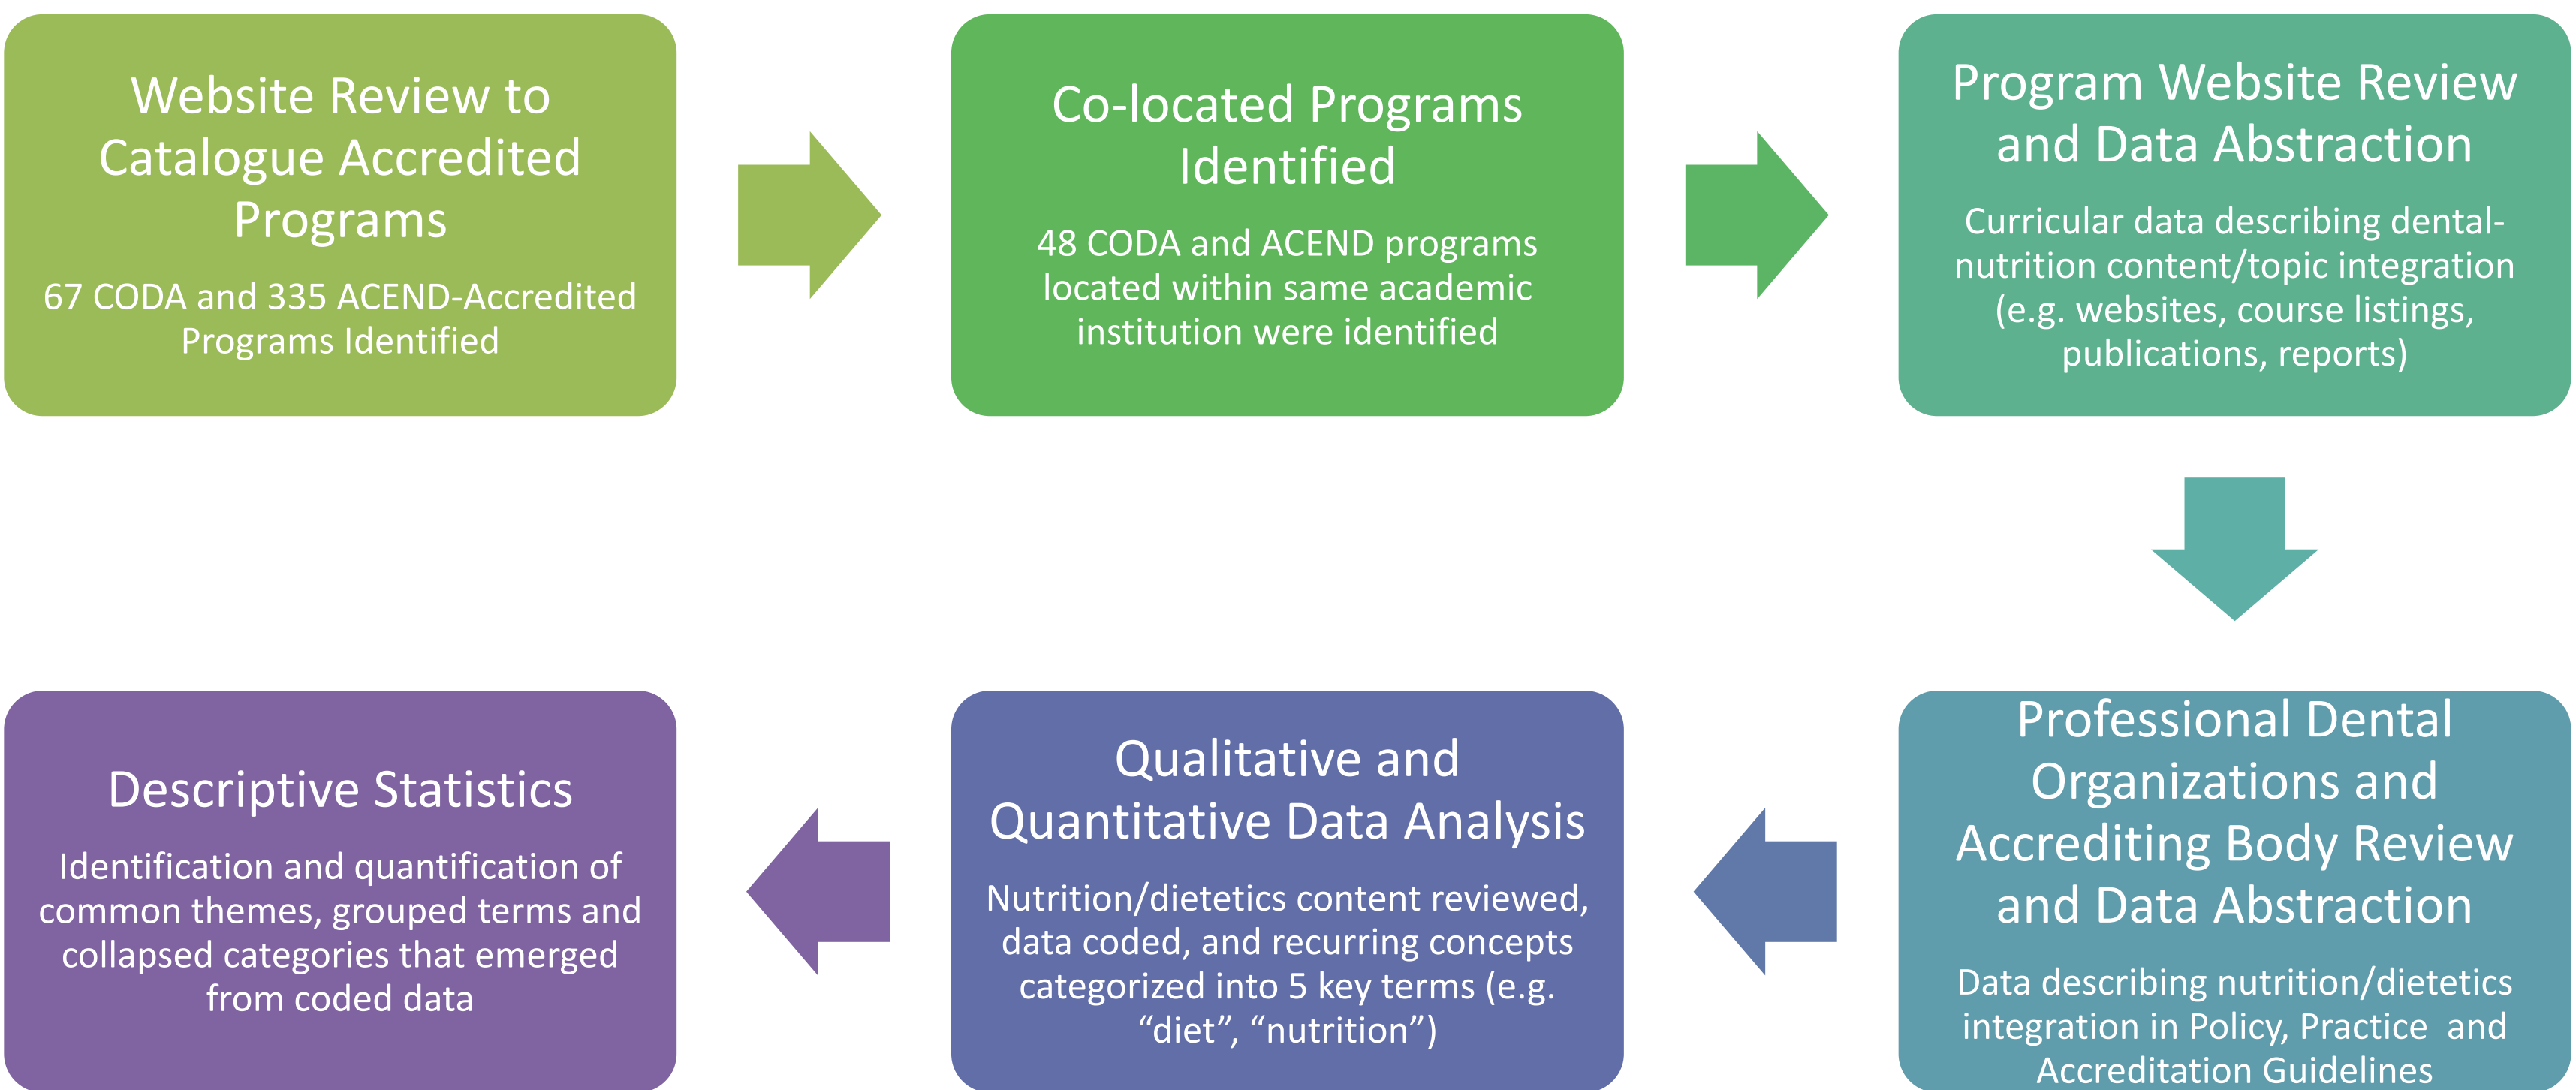 Website Review to
Catalogue Accredited
Programs
67 CODA and 335 ACEND-Accredited
Programs Identified
Co-located Programs
Identified
48 CODA and ACEND programs
located within same academic
institution were identified
Program Website Review
and Data Abstraction
Curricular data describing dental-
nutrition content/topic integration
(e.g. websites, course listings,
publications, reports)
Professional Dental
Organizations and
Accrediting Body Review
and Data Abstraction
Data describing nutrition/dietetics
integration in Policy, Practice and
Accreditation Guidelines
Qualitative and
Quantitative Data Analysis
Nutrition/dietetics content reviewed,
data coded, and recurring concepts
categorized into 5 key terms (e.g.
“diet”, “nutrition”)
Descriptive Statistics
Identification and quantification of
common themes, grouped terms and
collapsed categories that emerged
from coded data